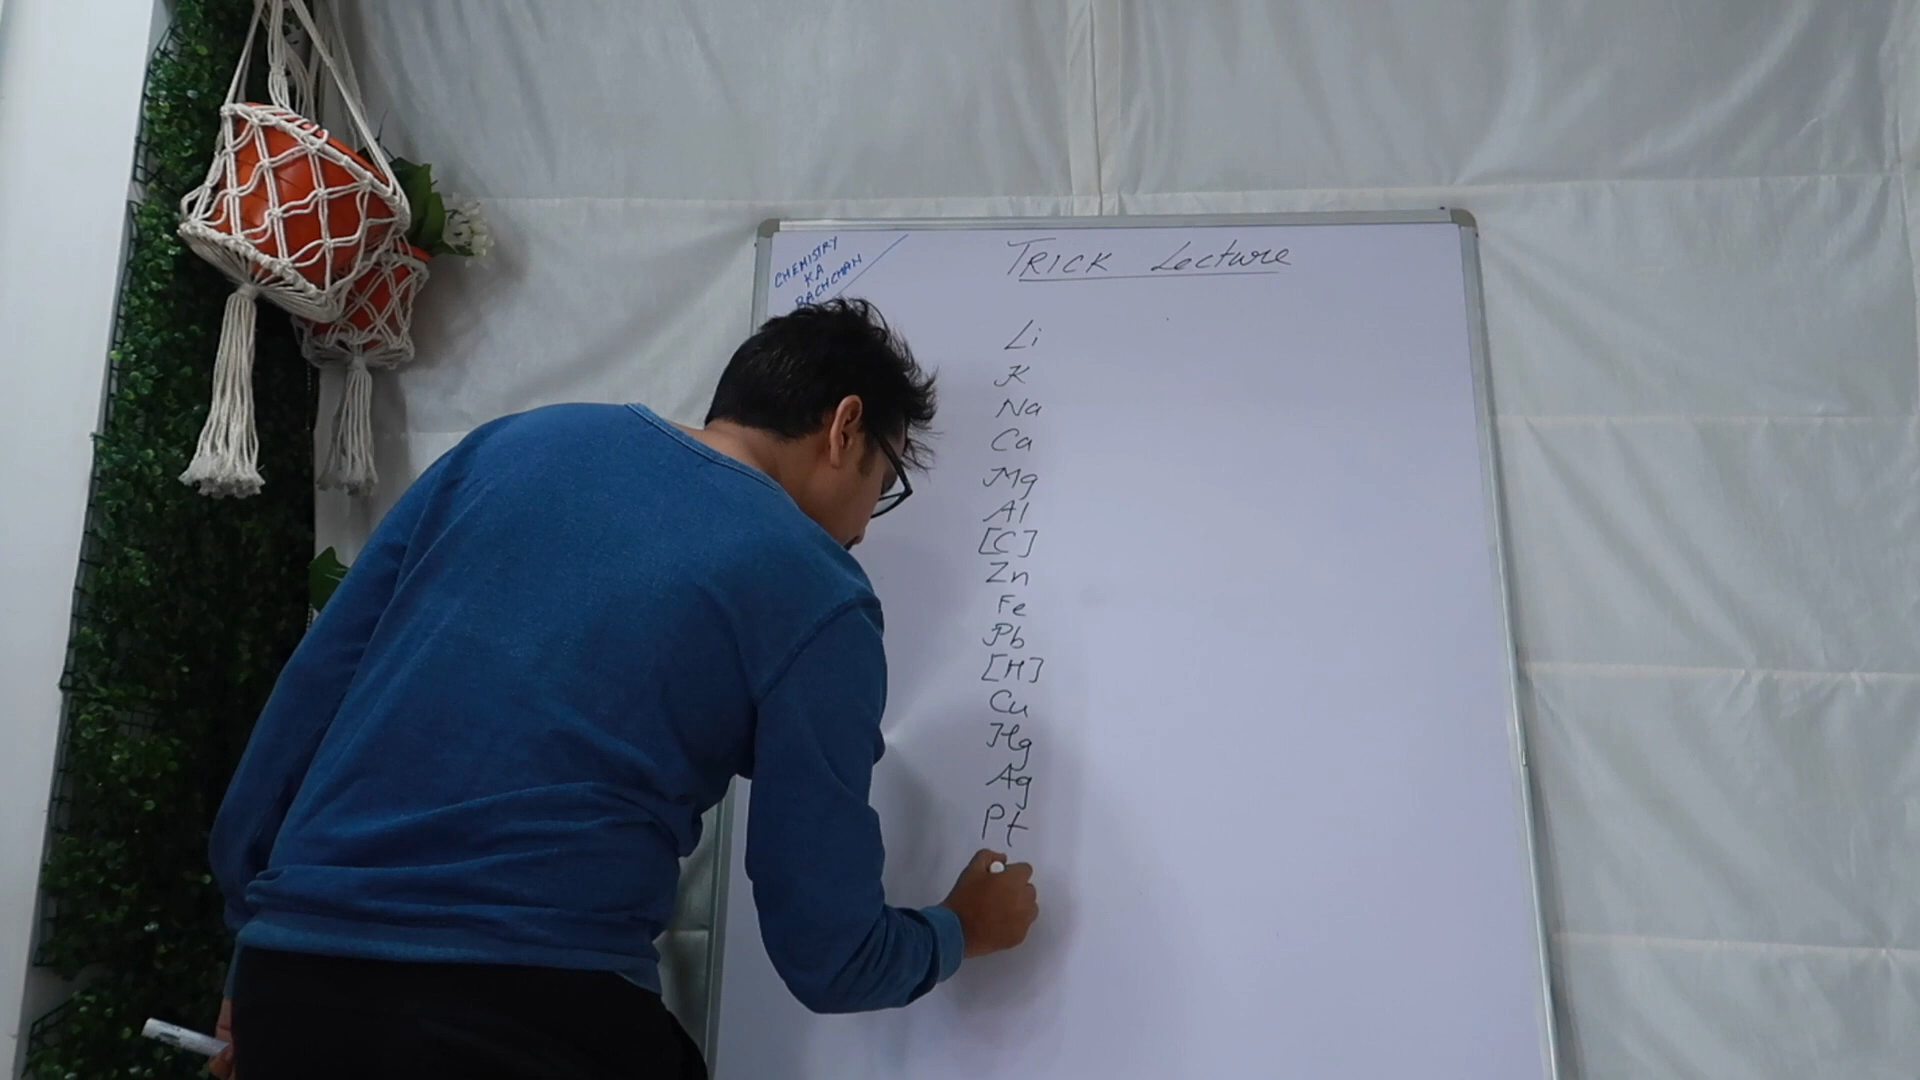 CHEMISTRY
KA
BACHCHAN
TRICK Lecture
Li
K
Na
Ca
Mg
Al
[C]
Zn
Fe
Pb
[H]
Cu
Hg
Ag
Pt